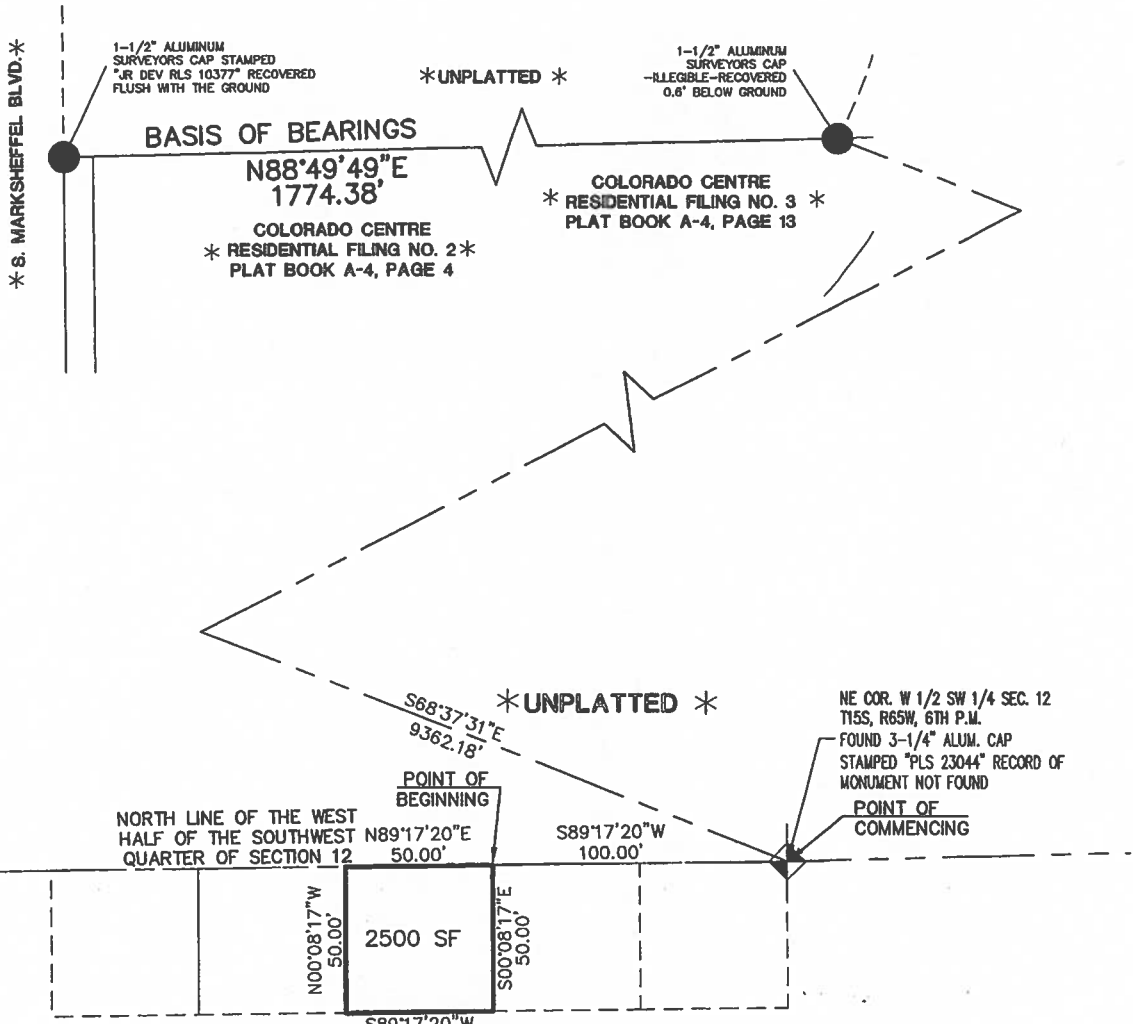 * S. MARKSHEFFEL BLVD.*
1-1/2" ALUMINUM
SURVEYORS CAP STAMPED
"JR DEV RLS 10377" RECOVERED
FLUSH WITH THE GROUND
*UNPLATTED *
1-1/2" ALUMINUM
SURVEYORS CAP
-ILLEGIBLE-RECOVERED
0.6' BELOW GROUND
BASIS OF BEARINGS
N88°49'49"E
1774.38'
COLORADO CENTRE
* RESIDENTIAL FILING NO. 2*
PLAT BOOK A-4, PAGE 4
COLORADO CENTRE
* RESIDENTIAL FILING NO. 3 *
PLAT BOOK A-4, PAGE 13
S68°37'31"E
9362.18'
*UNPLATTED *
NE COR. W 1/2 SW 1/4 SEC. 12
T15S, R65W, 6TH P.M.
FOUND 3-1/4" ALUM. CAP
STAMPED "PLS 23044" RECORD OF
MONUMENT NOT FOUND
POINT OF
COMMENCING
POINT OF
BEGINNING
NORTH LINE OF THE WEST
HALF OF THE SOUTHWEST
QUARTER OF SECTION 12
N89°17'20"E
50.00'
S89°17'20"W
100.00'
N00°08'17"W
50.00'
2500 SF
S00°08'17"E
50.00'
S89°17'20"W